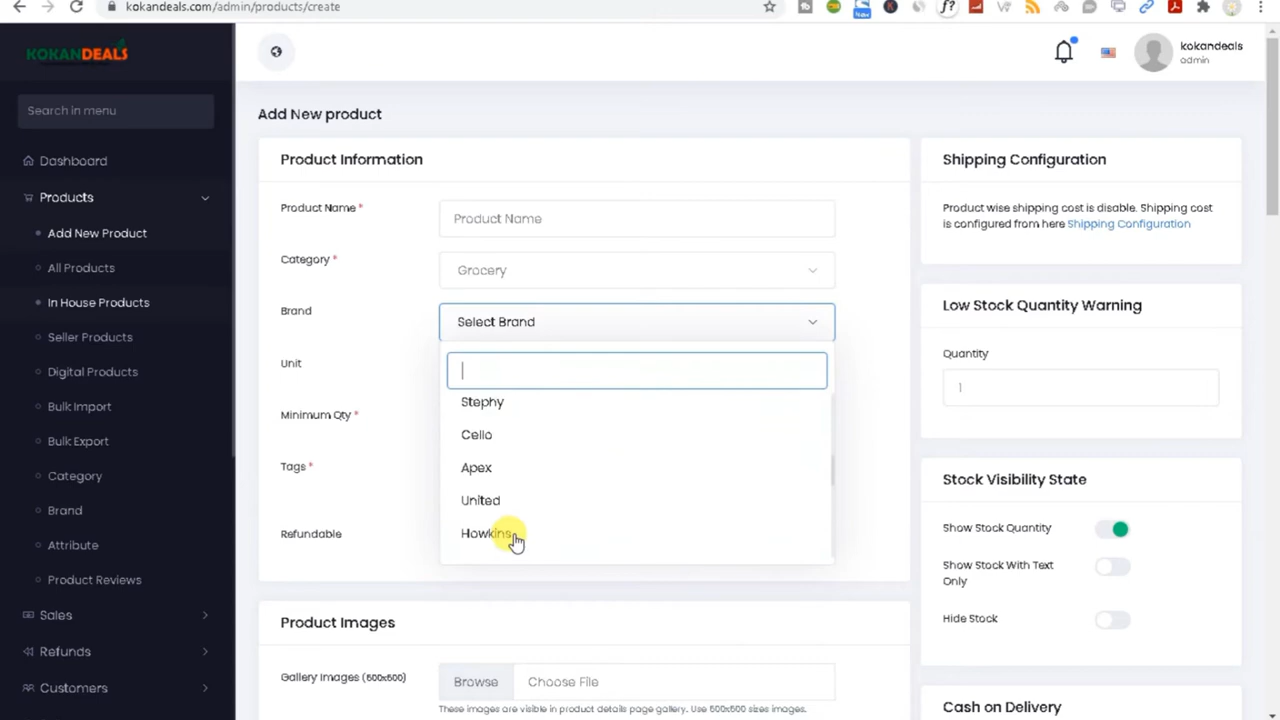 kokandeals.com/admin/products/create
KOKANDEALS
kokandeals
admin
Search in menu
Dashboard
Products
Add New Product
All Products
In House Products
Seller Products
Digital Products
Bulk Import
Bulk Export
Category
Brand
Attribute
Product Reviews
Sales
Refunds
Customers
Add New product
Product Information
Product Name *
Product Name
Category *
Grocery
Brand
Select Brand
Stephy
Cello
Apex
United
Howkins
Unit
Minimum Qty *
Tags *
Refundable
Product Images
Gallery Images (600x600)
Browse
Choose File
These images are visible in product details page gallery. Use 600x600 sizes images.
Shipping Configuration
Product wise shipping cost is disable. Shipping cost
is configured from here Shipping Configuration
Low Stock Quantity Warning
Quantity
1
Stock Visibility State
Show Stock Quantity
Show Stock With Text
Only
Hide Stock
Cash on Delivery